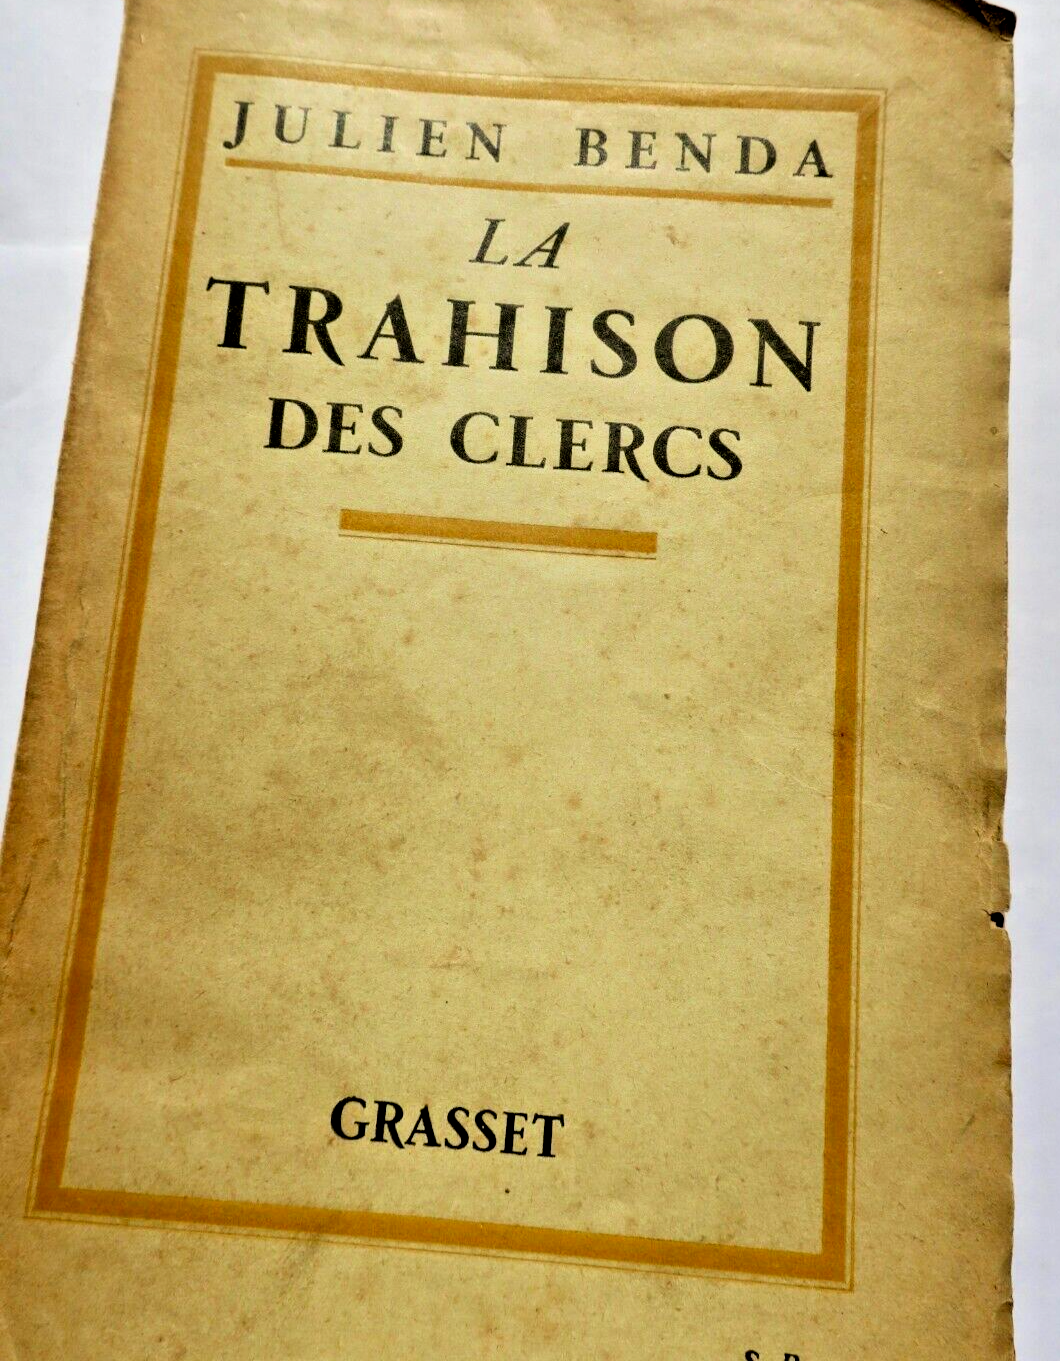 JULIEN BENDA
LA
TRAHISON
DES CLERCS
GRASSET